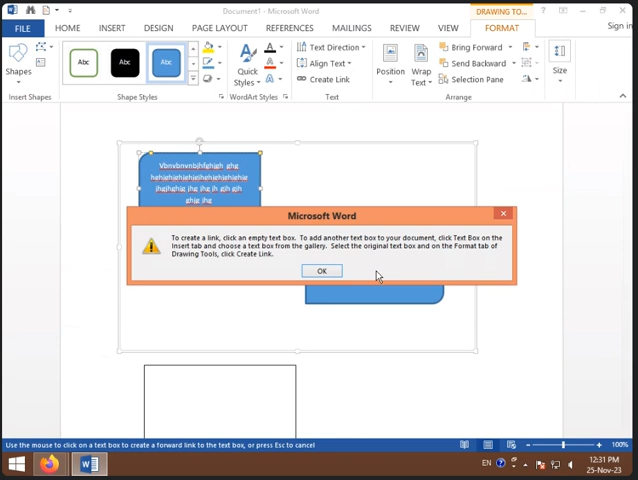 Document1 - Microsoft Word
DRAWING TO...
FILE
HOME
INSERT
DESIGN
PAGE LAYOUT
REFERENCES
MAILINGS
REVIEW
VIEW
FORMAT
Sign in
Shapes
Abc
Abc
Abc
Quick
Styles
Text Direction
Align Text
Create Link
Position
Wrap
Text
Bring Forward
Send Backward
Selection Pane
Size
Insert Shapes
Shape Styles
WordArt Styles
Text
Arrange
ghjg jhg
Microsoft Word
To create a link, click an empty text box. To add another text box to your document, click Text Box on the
Insert tab and choose a text box from the gallery. Select the original text box and on the Format tab of
Drawing Tools, click Create Link.
OK
Use the mouse to click on a text box to create a forward link to the text box, or press Esc to cancel
100%
EN
12:31 PM
25-Nov-23